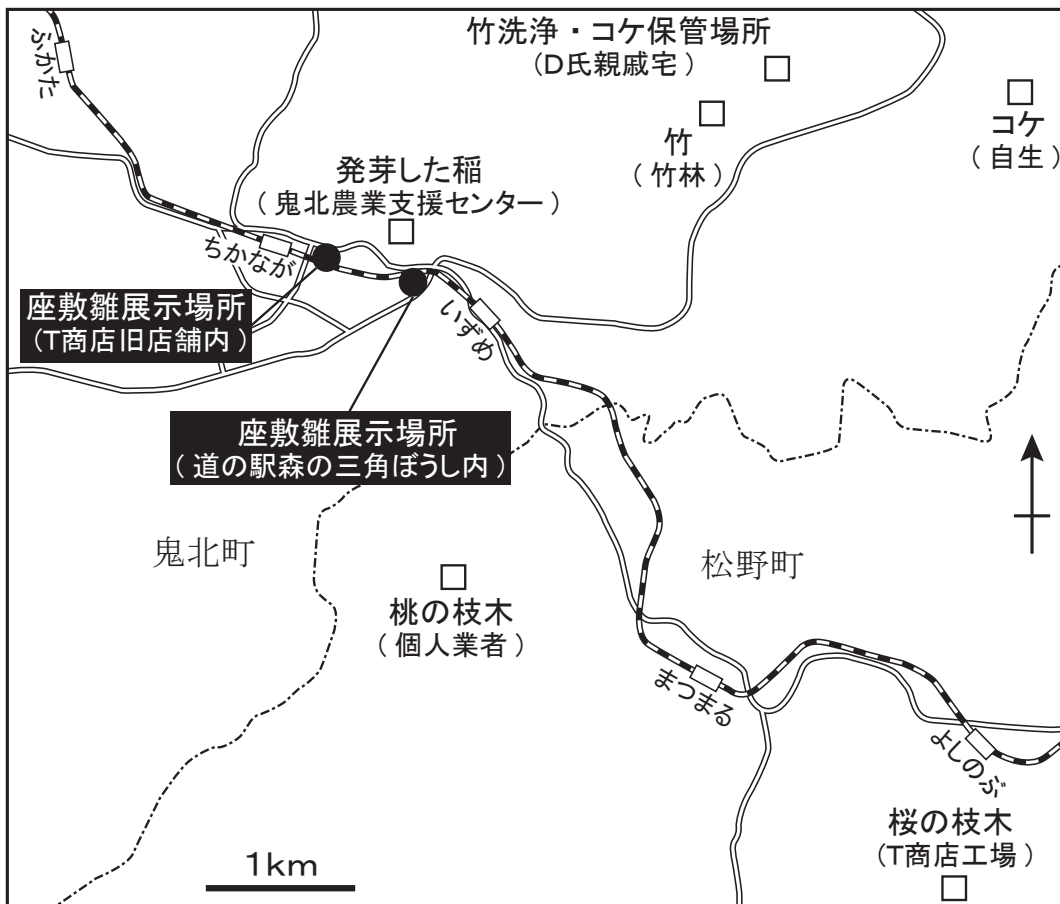 竹洗浄・コケ保管場所
(D氏親戚宅)
ふかた
竹
(竹林)
コケ
(自生)
発芽した稲
(鬼北農業支援センター)
ちかなが
座敷雛展示場所
(T商店旧店舗内)
いずめ
座敷雛展示場所
(道の駅森の三角ぼうし内)
鬼北町
松野町
桃の枝木
(個人業者)
まつまる
よしのぶ
桜の枝木
(T商店工場)
1km